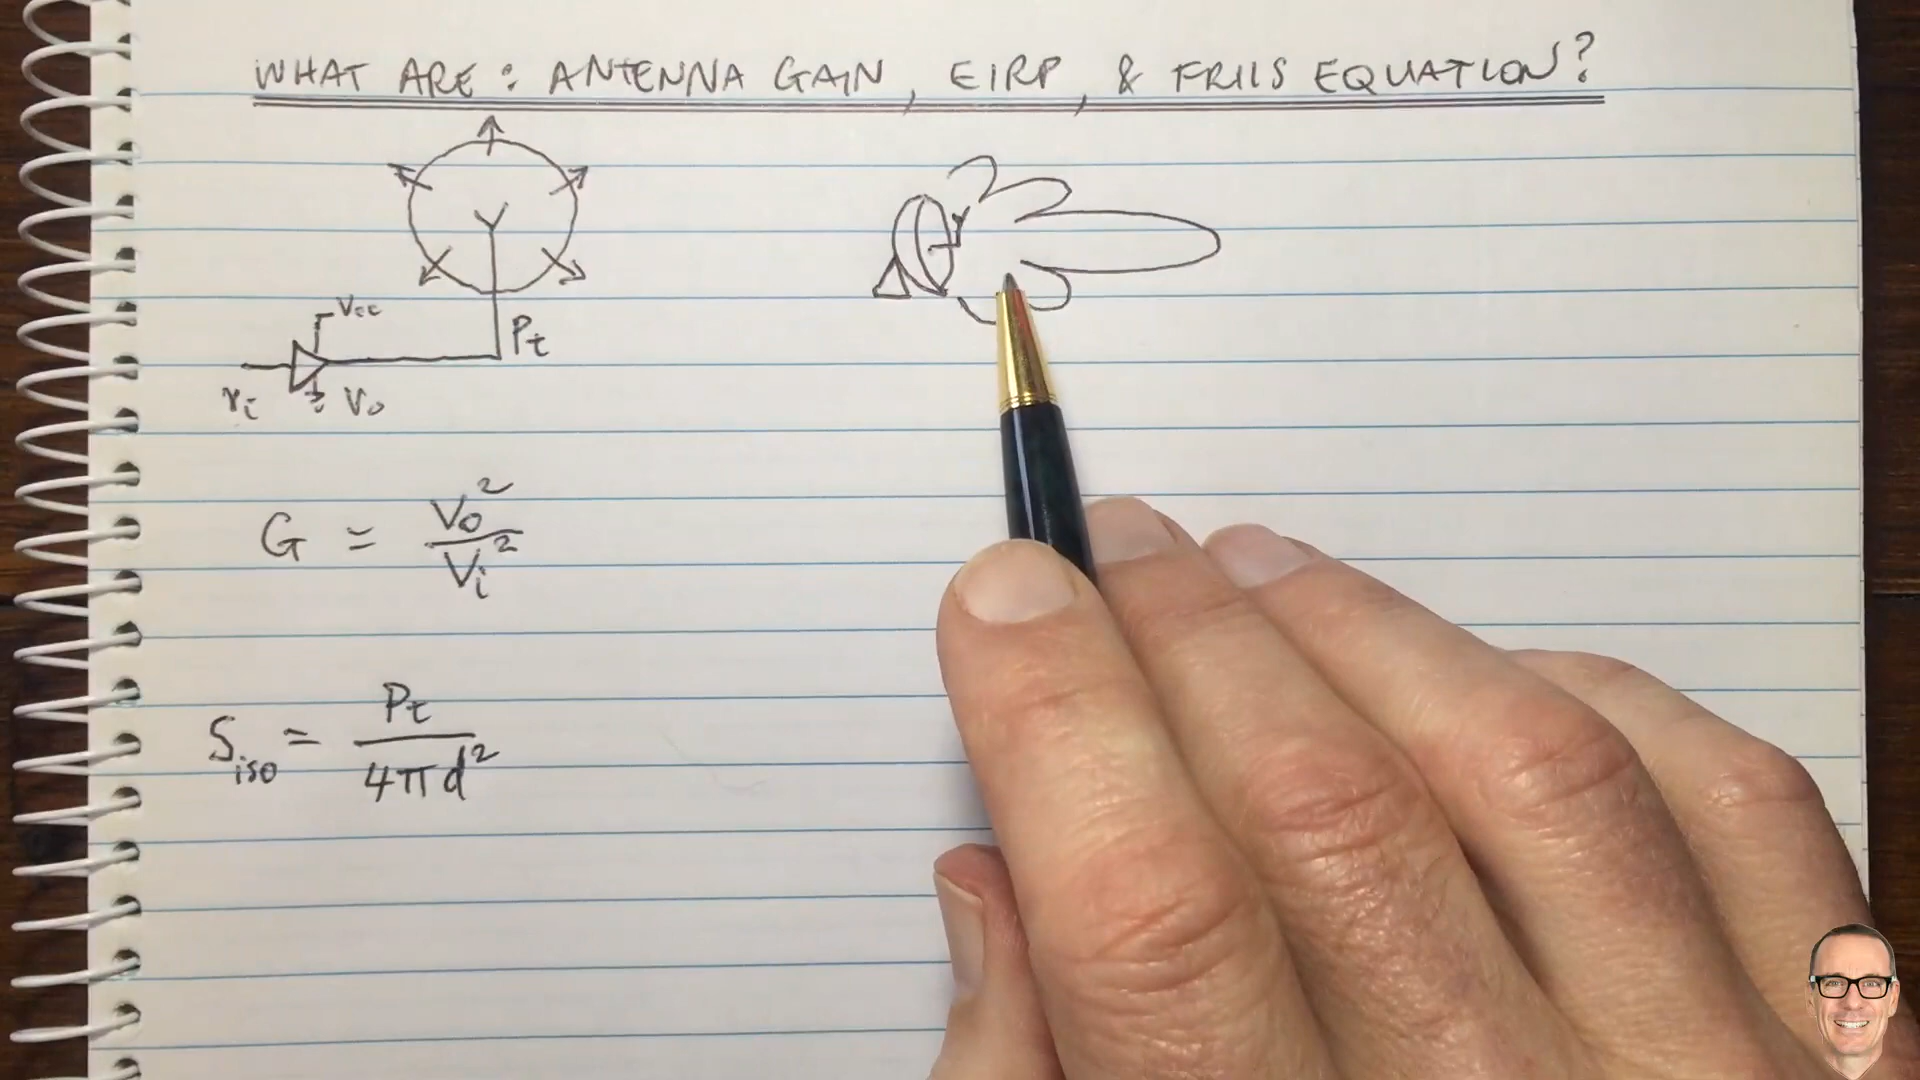 WHAT ARE: ANTENNA GAIN, EIRP, & FRIIS EQUATION?
Vcc
Pt
Vi
Vo
G = Vo²/Vi²
Siso = Pt/4πd²